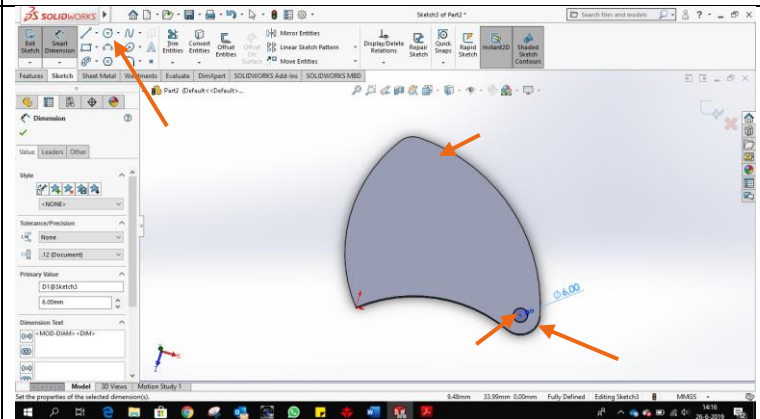 SOLIDWORKS
Sketch3 of Part2 *
Search files and models
Exit Sketch
Smart Dimension
Trim Entities
Convert Entities
Offset Entities
Offset On Surface
Mirror Entities
Linear Sketch Pattern
Move Entities
Display/Delete Relations
Repair Sketch
Quick Snaps
Rapid Sketch
Instant2D
Shaded Sketch Contours
Features Sketch Sheet Metal Weldments Evaluate DimXpert SOLIDWORKS Add-Ins SOLIDWORKS MBD
Part2 (Default<<Default>...
Dimension
Value Leaders Other
Style
<NONE>
Tolerance/Precision
None
.12 (Document)
Primary Value
D1@Sketch3
6.00mm
Dimension Text
<MOD-DIAM><DIM>
Ø6.00
Model 3D Views Motion Study 1
Set the properties of the selected dimension(s). 9.48mm 33.99mm 0.00mm Fully Defined Editing Sketch3 MMGS
14:16
26-6-2019